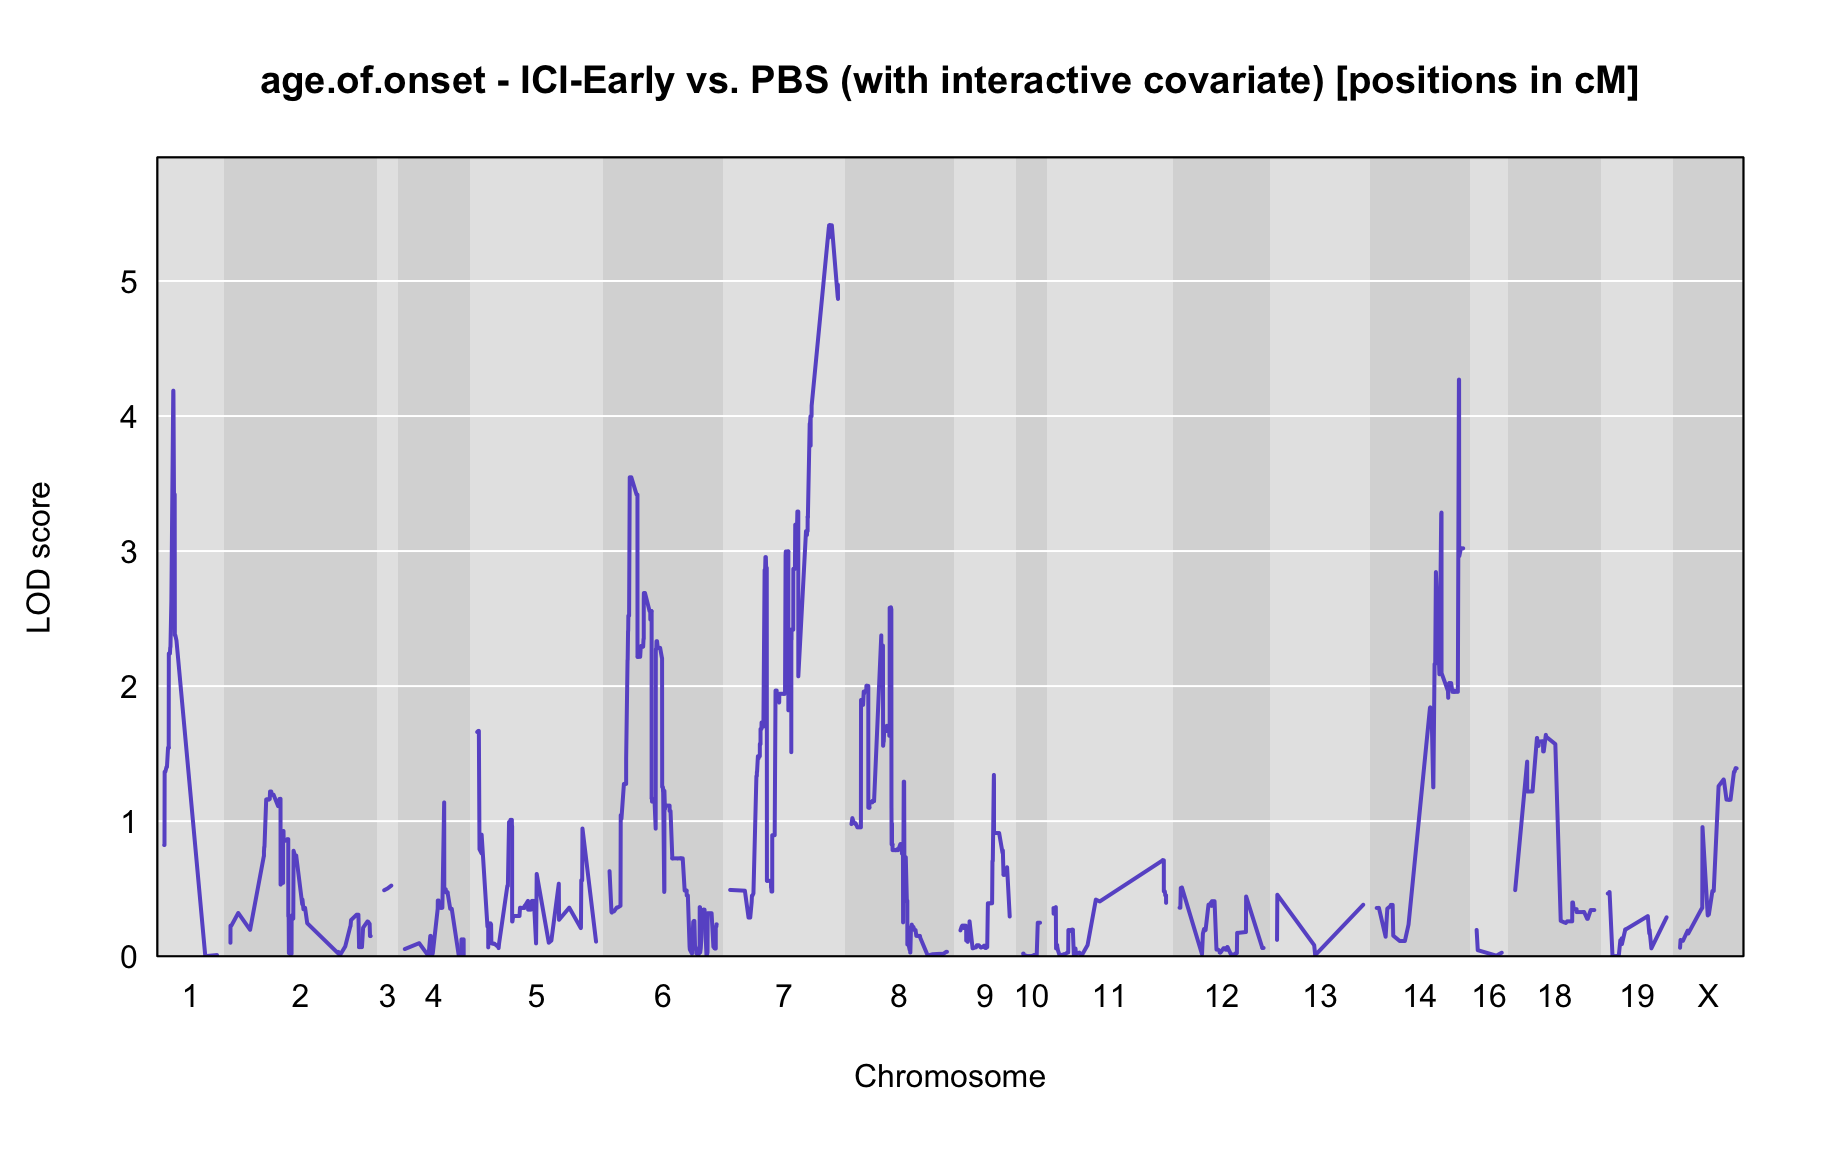 age.of.onset - ICI-Early vs. PBS (with interactive covariate) [positions in cM]
LOD score
5
4
3
2
1
0
1 2 3 4 5 6 7 8 9 10 11 12 13 14 16 18 19 X
Chromosome